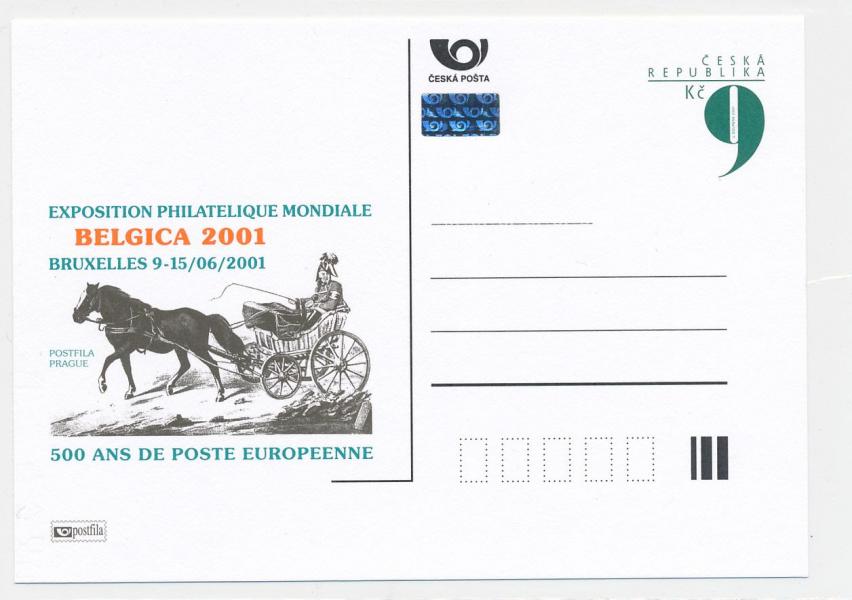 EXPOSITION PHILATELIQUE MONDIALE
BELGICA 2001
BRUXELLES 9-15/06/2001
POSTFILA
PRAGUE
500 ANS DE POSTE EUROPEENNE
postfila
ČESKÁ POŠTA
ČESKÁ
REPUBLIKA
Kč 9